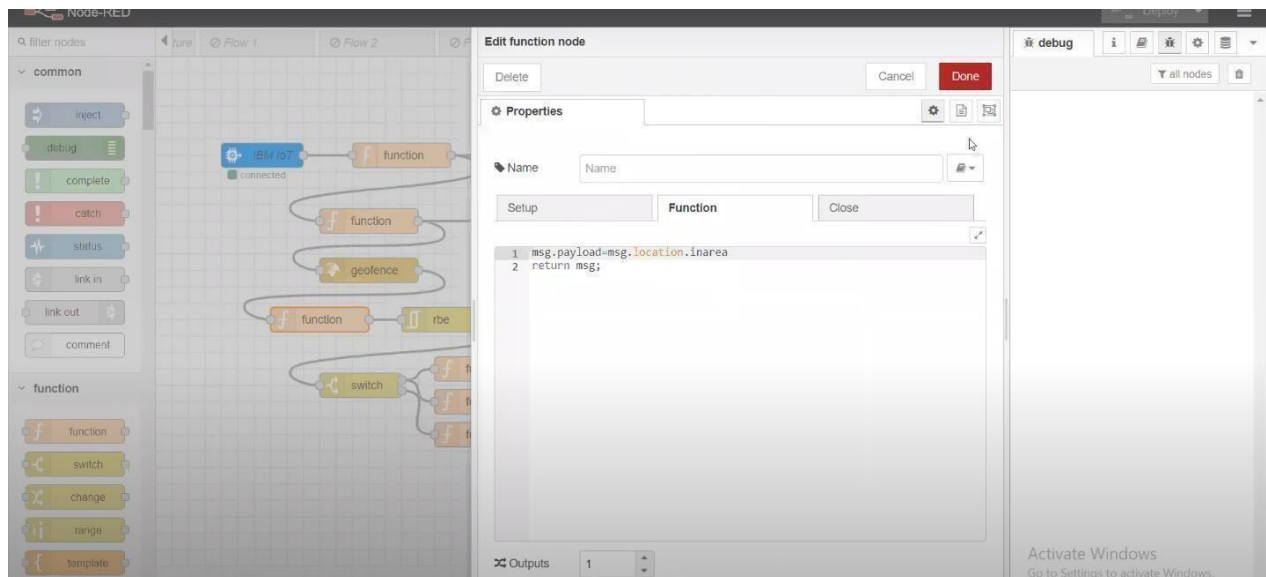 Node-RED
Deploy
filter nodes
ture
Flow 1
Flow 2
Edit function node
debug
i
common
Delete
Cancel
Done
all nodes
inject
Properties
debug
IBM IoT
function
connected
complete
Name
Name
catch
function
Setup
Function
Close
status
1 msg.payload=msg.location.inarea
2 return msg;
geofence
link in
link out
function
rbe
comment
switch
function
function
switch
change
range
template
Outputs
1
Activate Windows
Go to Settings to activate Windows.